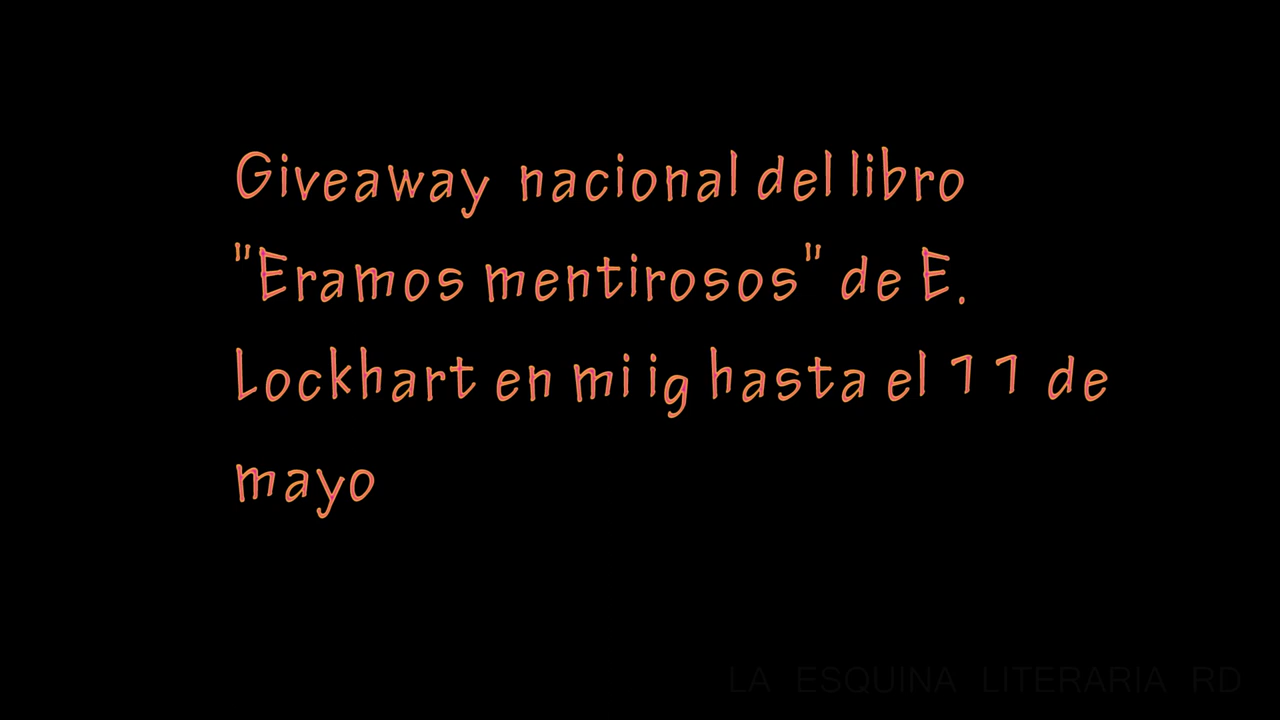 Giveaway nacional del libro
"Eramos mentirosos" de E.
Lockhart en mi ig hasta el 11 de
mayo
LA ESQUINA LITERARIA RD